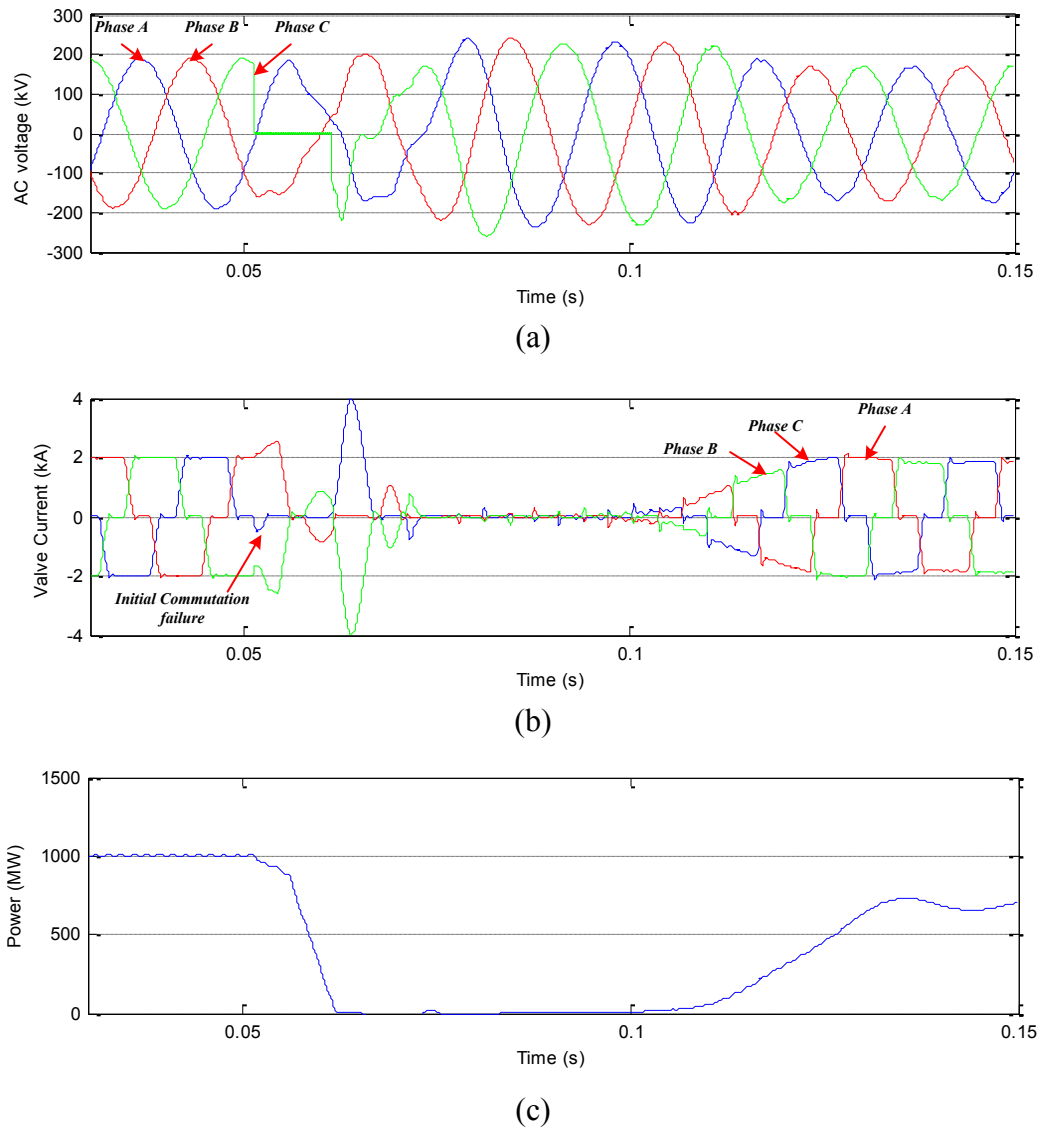 300
200
100
0
-100
-200
-300
AC voltage (kV)
Phase A
Phase B
Phase C
0.05
0.1
0.15
Time (s)
(a)
4
2
0
-2
-4
Valve Current (kA)
Initial Commutation
failure
Phase B
Phase C
Phase A
0.05
0.1
0.15
Time (s)
(b)
1500
1000
500
0
Power (MW)
0.05
0.1
0.15
Time (s)
(c)